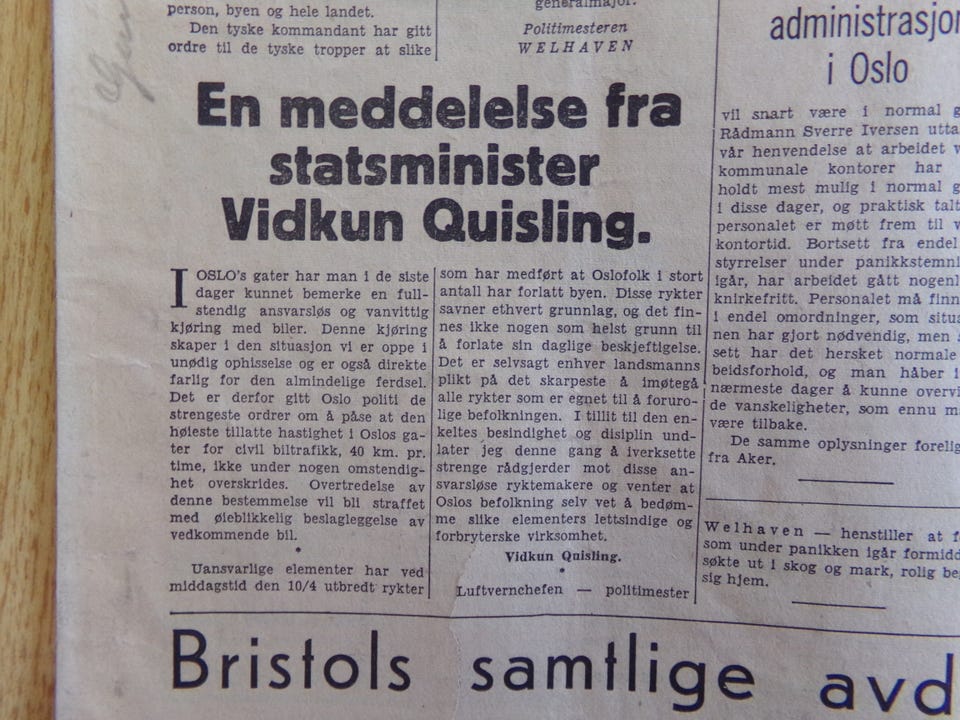 person, byen og hele landet.
Den tyske kommandant har gitt
ordre til de tyske tropper at slike
generalmajor.
Politimesteren
WELHAVEN
En meddelelse fra
statsminister
Vidkun Quisling.
I OSLO's gater har man i de siste
dager kunnet bemerke en full-
stendig ansvarsløs og vanvittig
kjøring med biler. Denne kjøring
skaper i den situasjon vi er oppe i
unødig ophisselse og er også direkte
farlig for den almindelige ferdsel.
Det er derfor gitt Oslo politi de
strengeste ordrer om å påse at den
høieste tillatte hastighet i Oslos ga-
ter for civil biltrafikk, 40 km. pr.
time, ikke under nogen omstendig-
het overskrides. Overtredelse av
denne bestemmelse vil bli straffet
med øieblikkelig beslagleggelse av
vedkommende bil.
*
Uansvarlige elementer har ved
middagstid den 10/4 utbredt rykter
som har medført at Oslofolk i stort
antall har forlatt byen. Disse rykter
savner ethvert grunnlag, og det fin-
nes ikke nogen som helst grunn til
å forlate sin daglige beskjeftigelse.
Det er selvsagt enhver landsmanns
plikt på det skarpeste å imøtegå
alle rykter som er egnet til å foruro-
lige befolkningen. I tillit til den en-
keltes besindighet og disiplin und-
later jeg denne gang å iverksette
strenge rådgjerder mot disse an-
svarsløse ryktemakere og venter at
Oslos befolkning selv vet å bedøm-
me slike elementers lettsindige og
forbryterske virksomhet.
Vidkun Quisling.
*
Luftvernchefen — politimester
administrasjon
i Oslo
vil snart være i normal g
Rådmann Sverre Iversen utta
vår henvendelse at arbeidet v
kommunale kontorer har
holdt mest mulig i normal g
i disse dager, og praktisk talt
personalet er møtt frem til v
kontortid. Bortsett fra endel
styrrelser under panikkstemni
igår, har arbeidet gått nogenl
knirkefritt. Personalet må finn
i endel omordninger, som situa
nen har gjort nødvendig, men
sett har det hersket normale
beidsforhold, og man håber i
nærmeste dager å kunne overvi
de vanskeligheter, som ennu m
være tilbake.
De samme oplysninger forelig
fra Aker.
Welhaven — henstiller at f
som under panikken igår formidd
søkte ut i skog og mark, rolig be
sig hjem.
Bristols samtlige avd